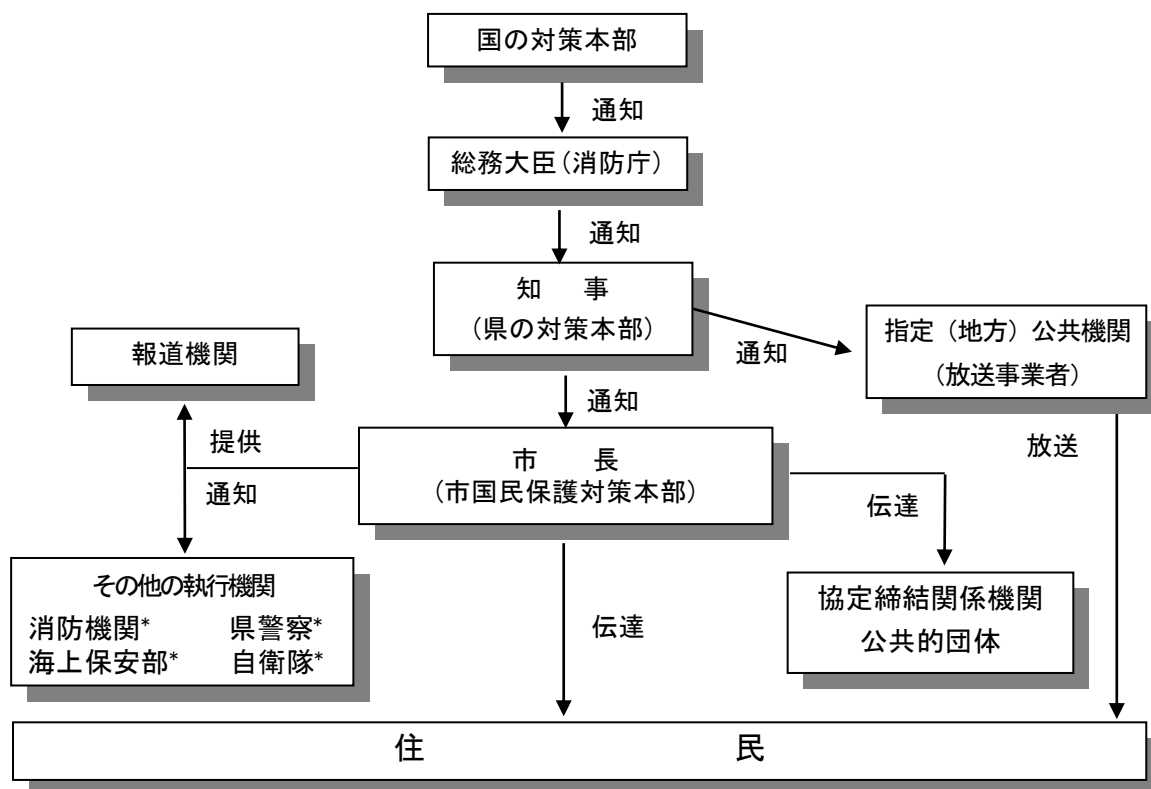 国の対策本部
通知
総務大臣(消防庁)
通知
知　事
(県の対策本部)
通知
指定（地方）公共機関
(放送事業者)
報道機関
通知
提供
市　長
(市国民保護対策本部)
放送
通知
伝達
その他の執行機関
消防機関*　県警察*
海上保安部*　自衛隊*
伝達
協定締結関係機関
公共的団体
住　民